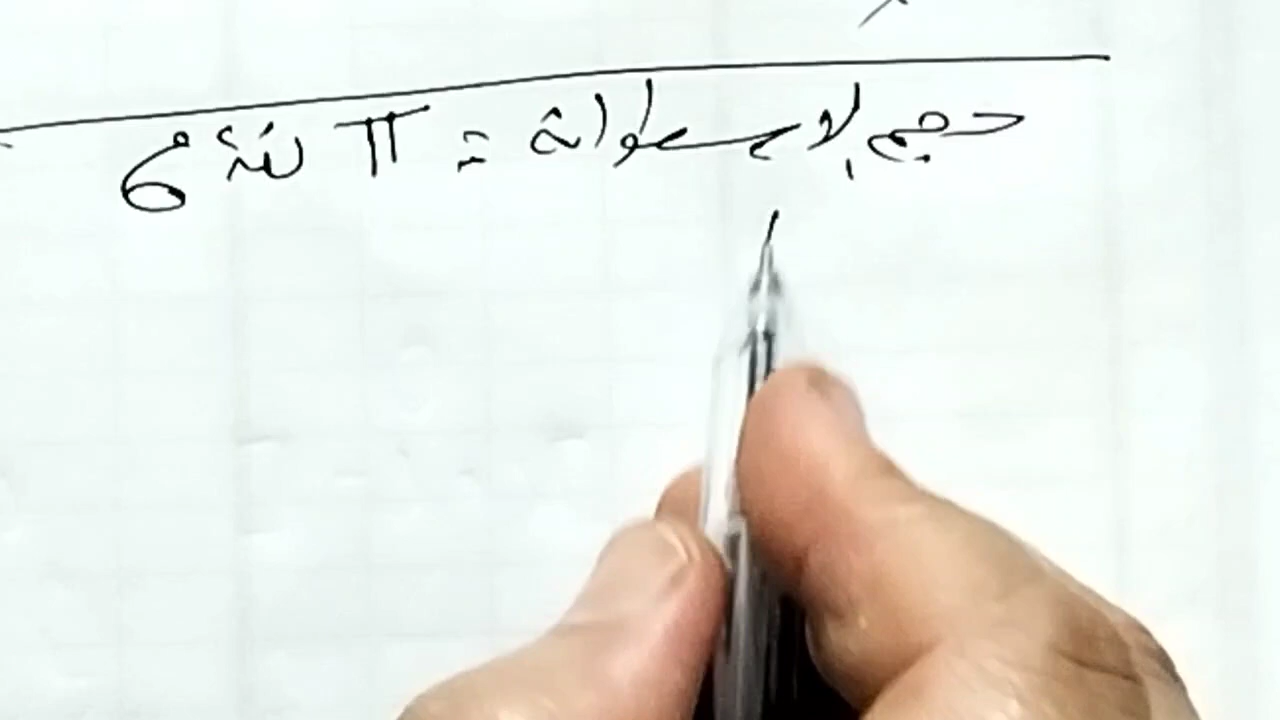 حجم الاسطوانة = π نق² ع